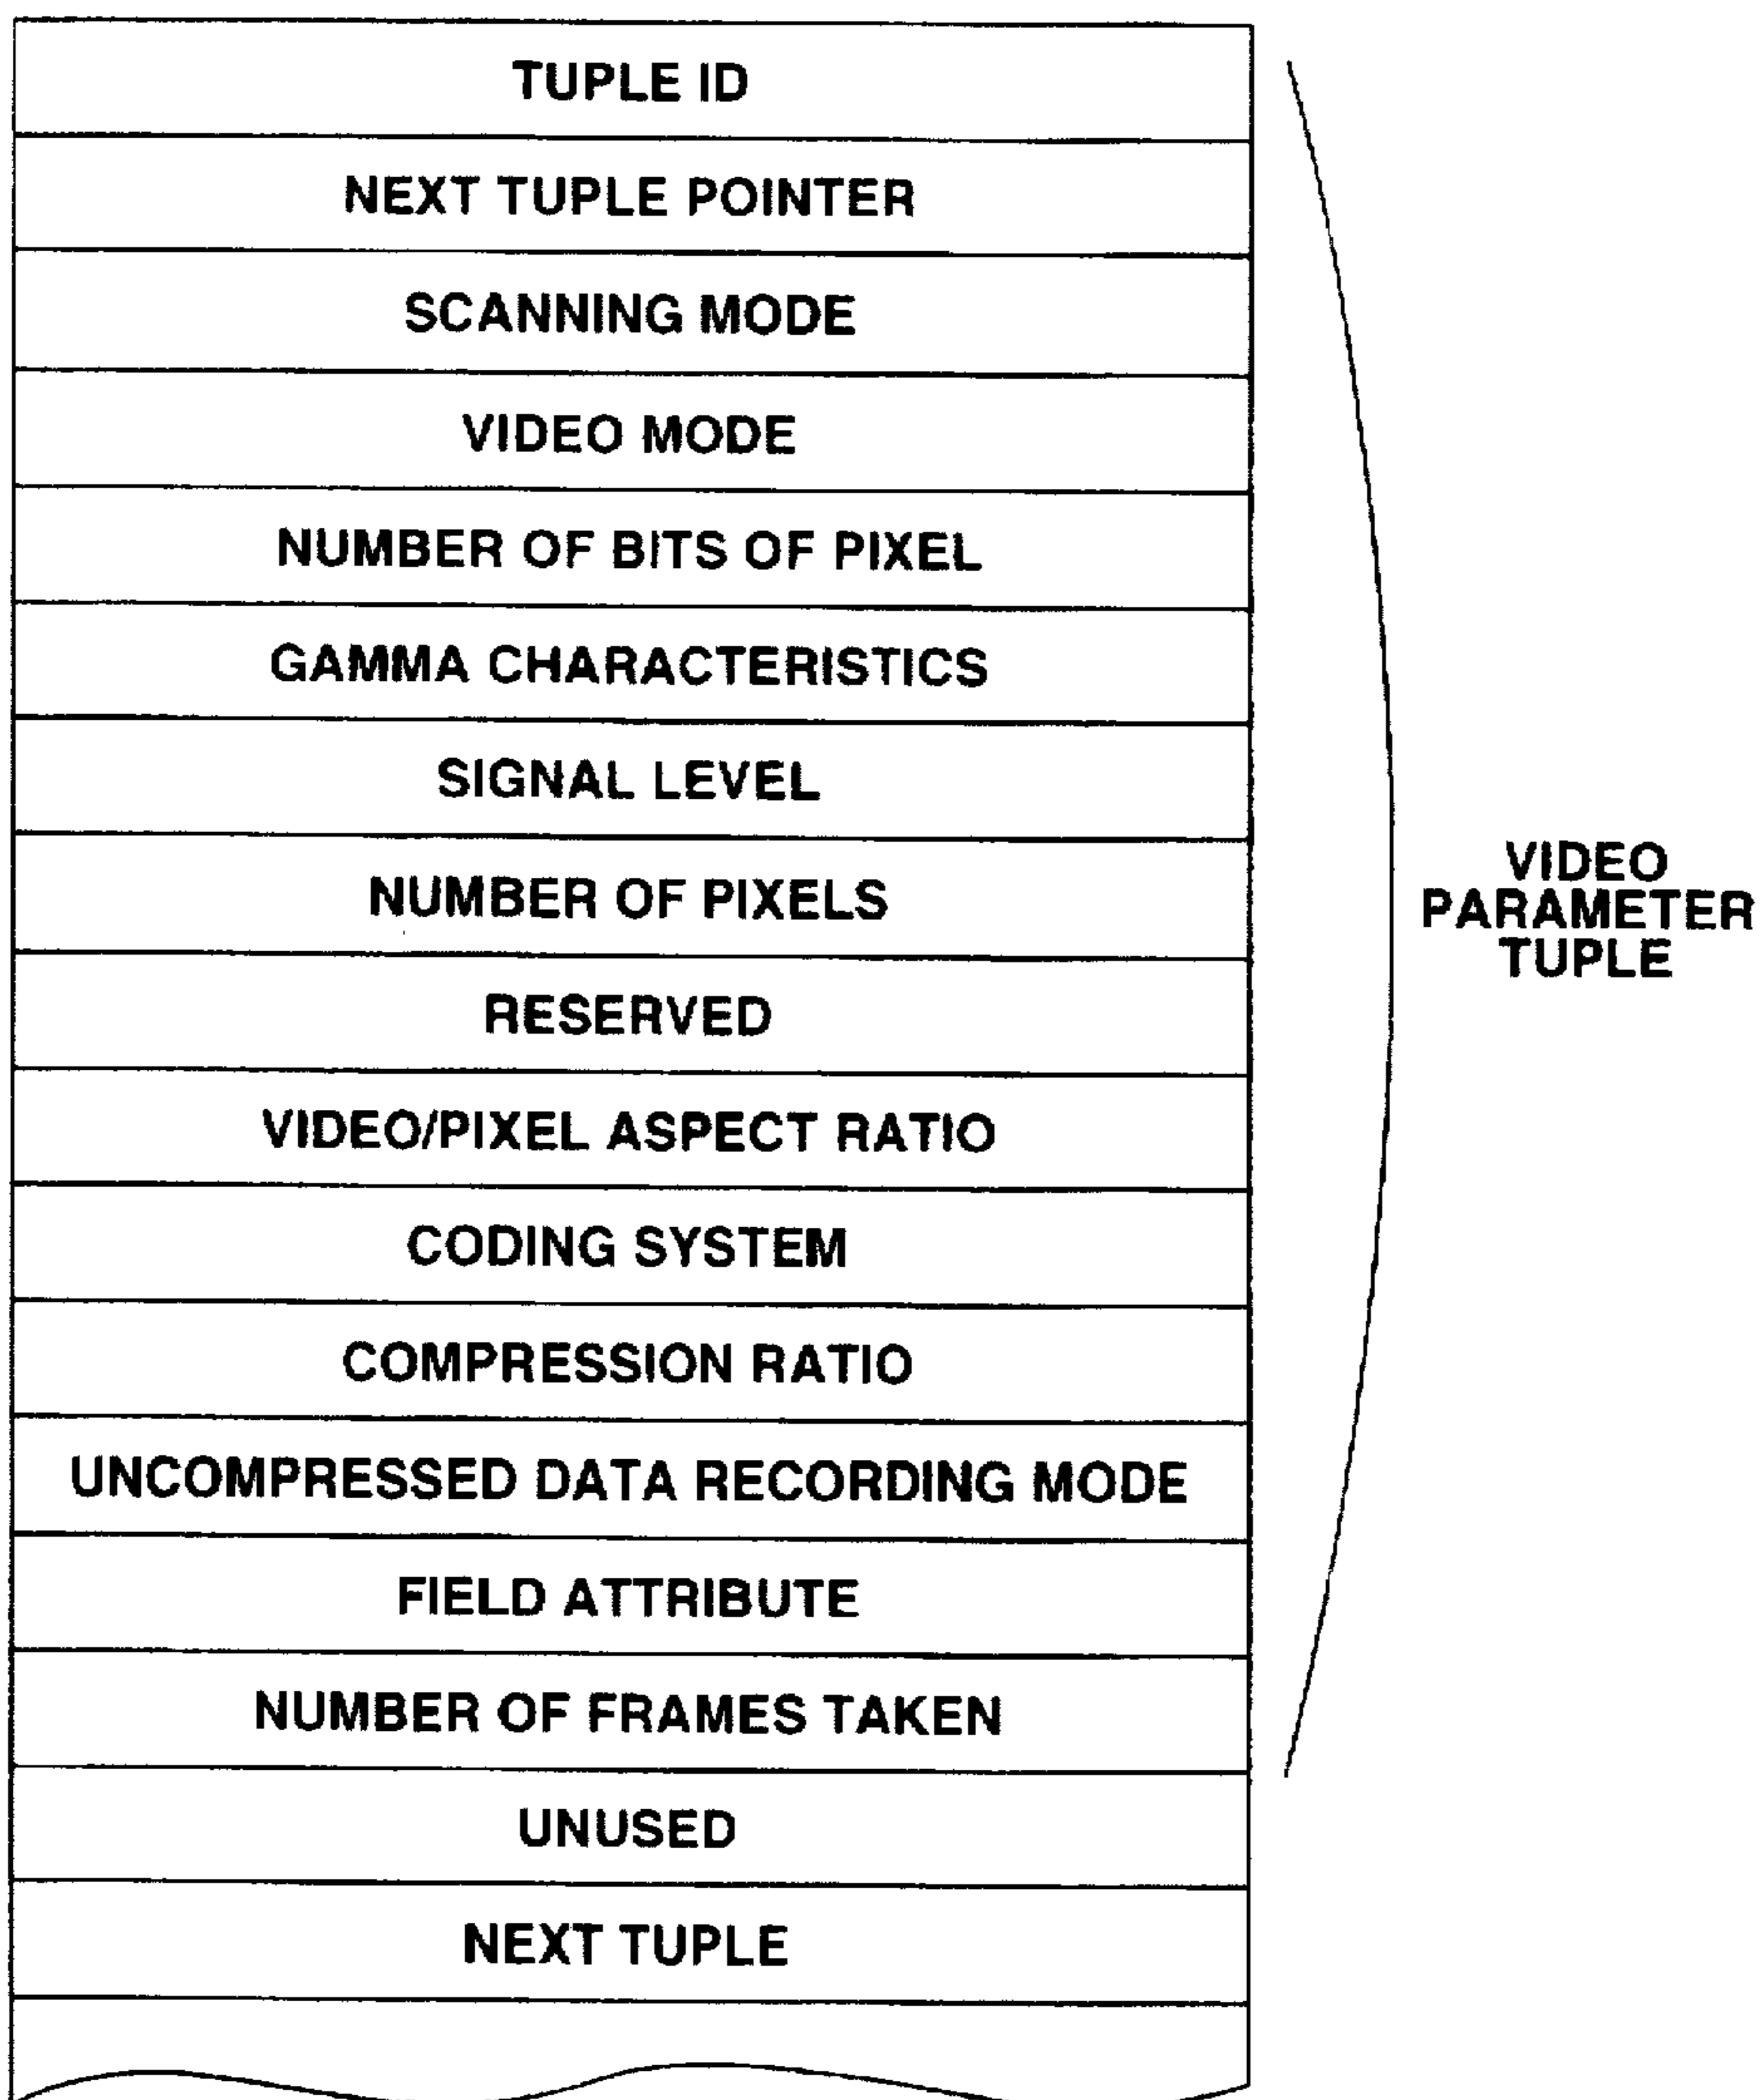 TUPLE ID
NEXT TUPLE POINTER
SCANNING MODE
VIDEO MODE
NUMBER OF BITS OF PIXEL
GAMMA CHARACTERISTICS
SIGNAL LEVEL
NUMBER OF PIXELS
RESERVED
VIDEO/PIXEL ASPECT RATIO
CODING SYSTEM
COMPRESSION RATIO
UNCOMPRESSED DATA RECORDING MODE
FIELD ATTRIBUTE
NUMBER OF FRAMES TAKEN
UNUSED
NEXT TUPLE
VIDEO
PARAMETER
TUPLE